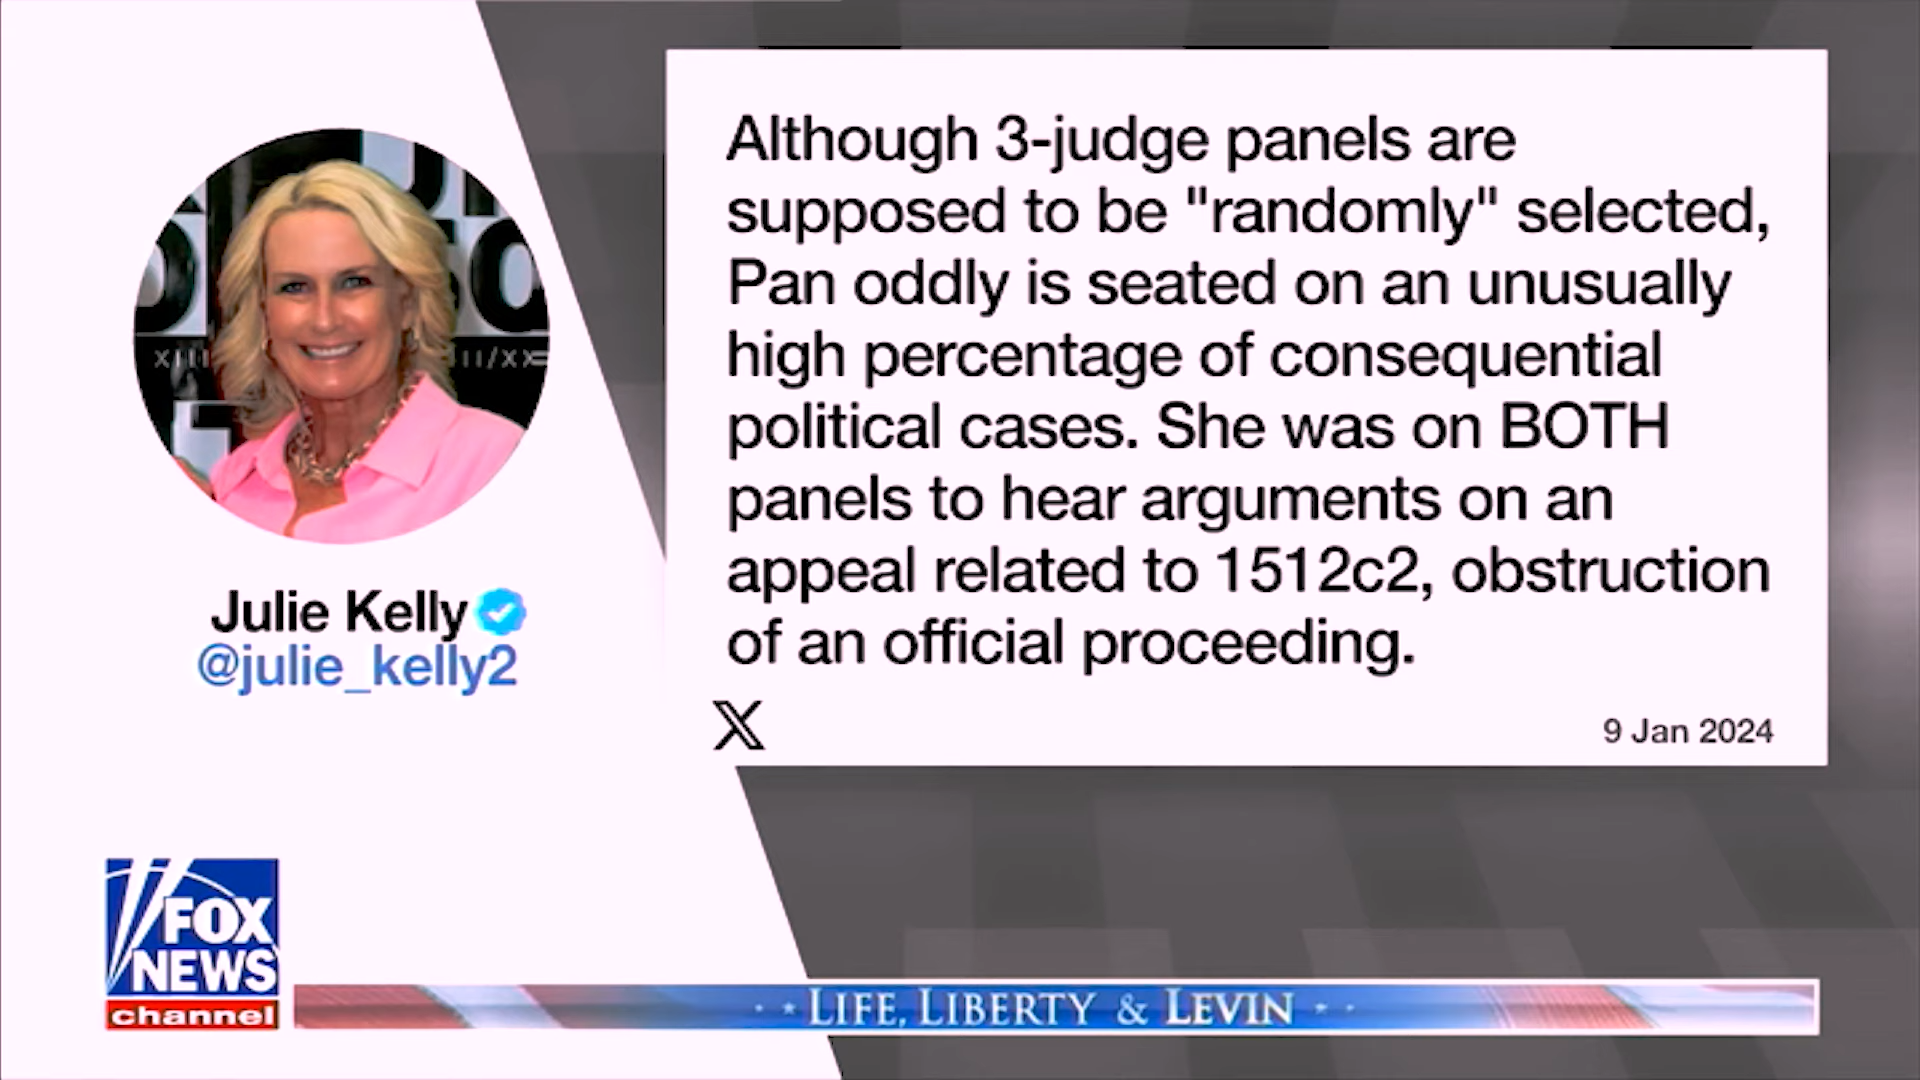 Although 3-judge panels are
supposed to be "randomly" selected,
Pan oddly is seated on an unusually
high percentage of consequential
political cases. She was on BOTH
panels to hear arguments on an
appeal related to 1512c2, obstruction
of an official proceeding.
9 Jan 2024
Julie Kelly
@julie_kelly2
FOX
NEWS
channel
LIFE, LIBERTY & LEVIN